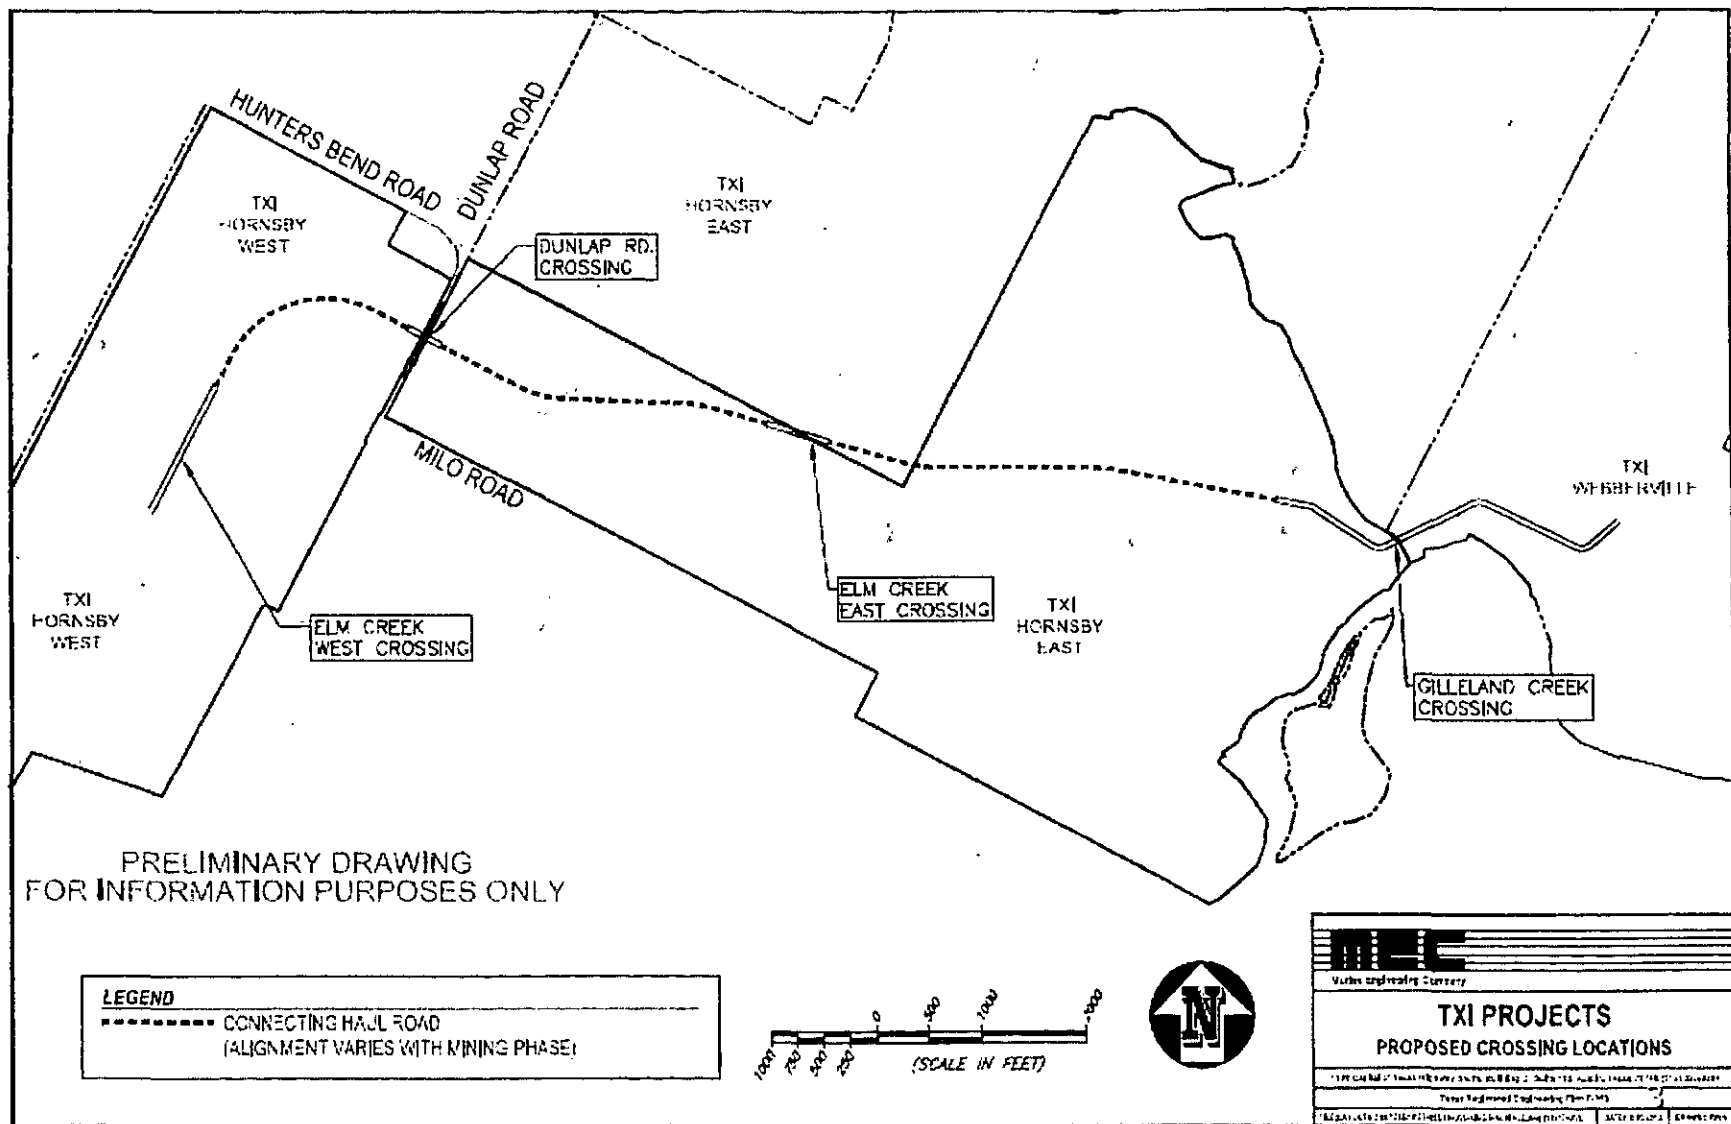 HUNTERS BEND ROAD
DUNLAP ROAD
TXI
HORNSBY
WEST
TXI
HORNSBY
EAST
DUNLAP RD.
CROSSING
MILO ROAD
TXI
WEBBERVILLE
ELM CREEK
EAST CROSSING
TXI
HORNSBY
EAST
TXI
HORNSBY
WEST
ELM CREEK
WEST CROSSING
GILLELAND CREEK
CROSSING
PRELIMINARY DRAWING
FOR INFORMATION PURPOSES ONLY
LEGEND
CONNECTING HAUL ROAD
(ALIGNMENT VARIES WITH MINING PHASE)
1000 750 500 250 0 500 1000 2000
(SCALE IN FEET)
N
mec
Engineering Company
TXI PROJECTS
PROPOSED CROSSING LOCATIONS